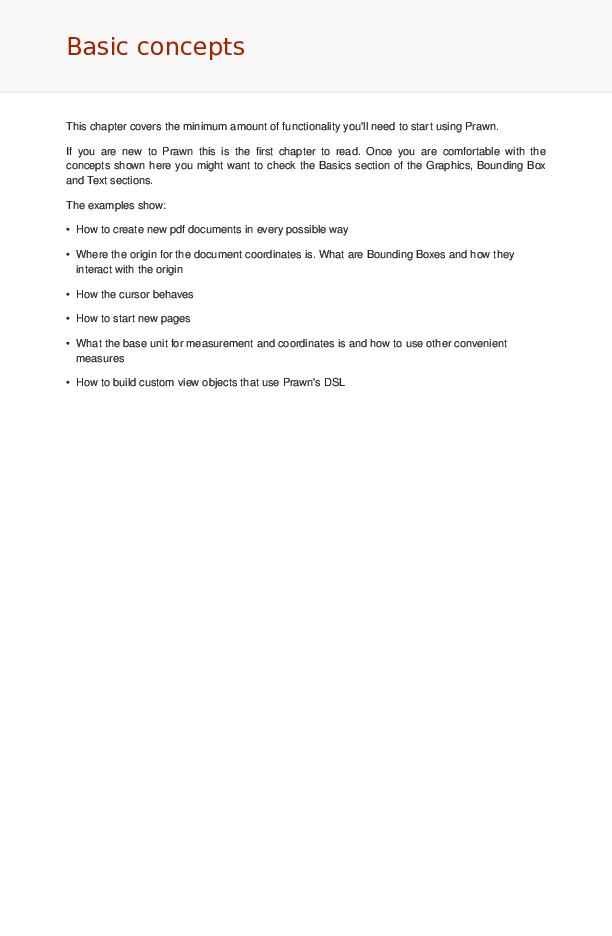 Basic concepts
This chapter covers the minimum amount of functionality you'll need to start using Prawn.
If you are new to Prawn this is the first chapter to read. Once you are comfortable with the
concepts shown here you might want to check the Basics section of the Graphics, Bounding Box
and Text sections.
The examples show:
• How to create new pdf documents in every possible way
• Where the origin for the document coordinates is. What are Bounding Boxes and how they
interact with the origin
• How the cursor behaves
• How to start new pages
• What the base unit for measurement and coordinates is and how to use other convenient
measures
• How to build custom view objects that use Prawn's DSL